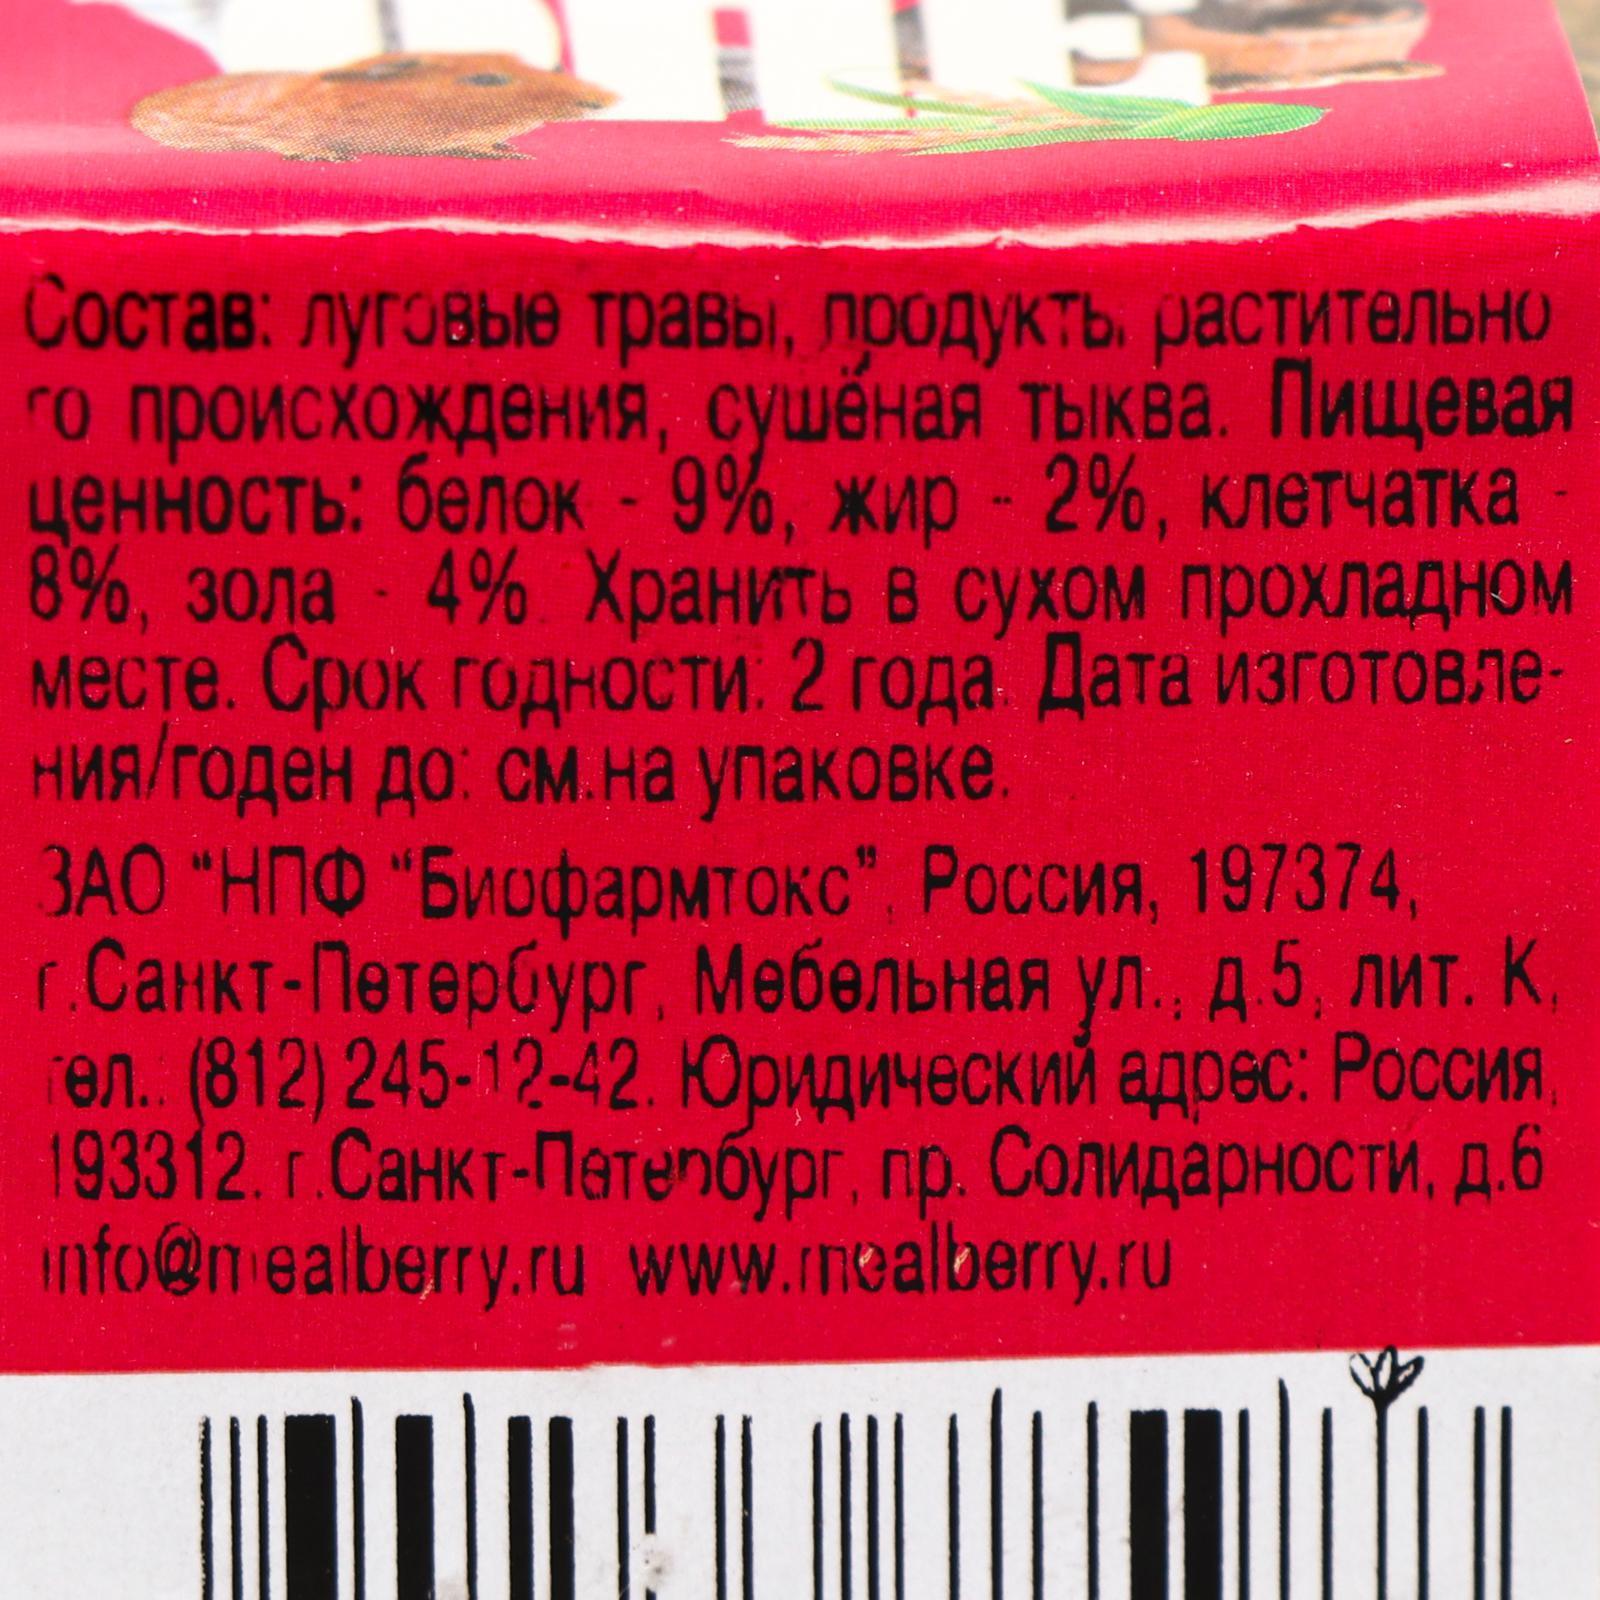 Состав: луговые травы, продукты растительно
го происхождения, сушёная тыква. Пищевая
ценность: белок - 9%, жир - 2%, клетчатка -
8%, зола - 4%. Хранить в сухом прохладном
месте. Срок годности: 2 года. Дата изготовле-
ния/годен до: см.на упаковке.
ЗАО "НПФ "Биофармтокс", Россия, 197374,
г.Санкт-Петербург, Мебельная ул., д.5, лит. К,
тел.: (812) 245-12-42. Юридический адрес: Россия,
193312. г.Санкт-Петербург, пр. Солидарности, д.6
info@mealberry.ru www.mealberry.ru